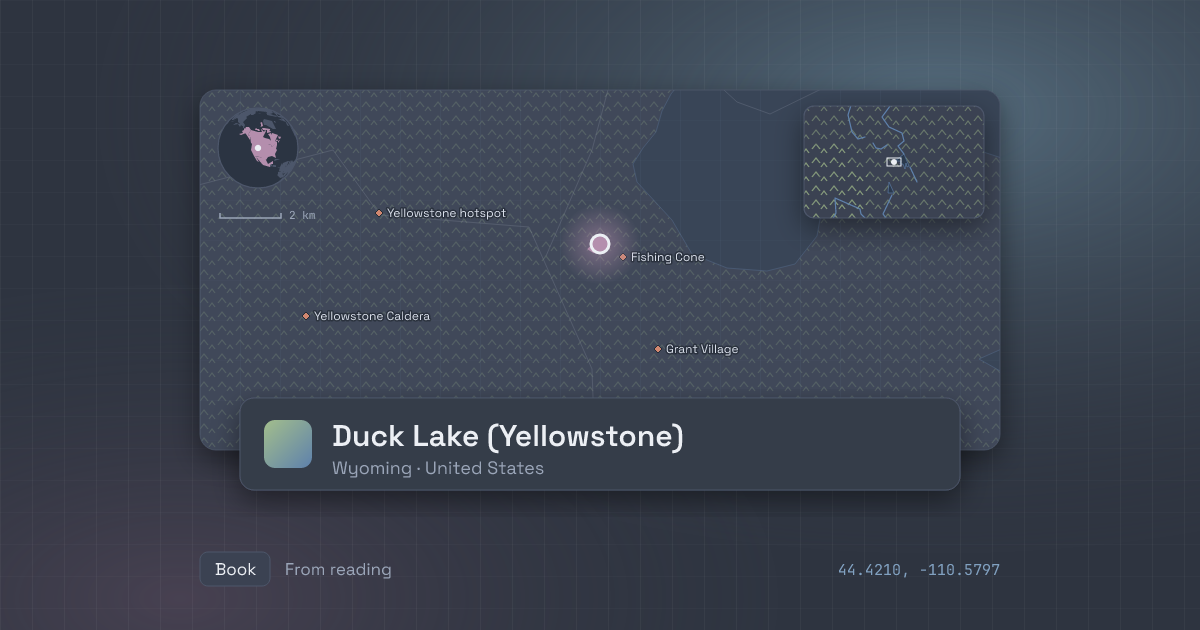 2 km
Yellowstone hotspot
Fishing Cone
Yellowstone Caldera
Grant Village
Duck Lake (Yellowstone)
Wyoming · United States
Book
From reading
44.4210, -110.5797